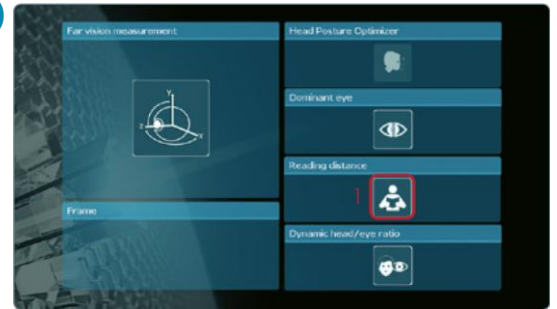 Far vision measurement
Head Posture Optimizer
Dominant eye
Reading distance
1
Frame
Dynamic head/eye ratio